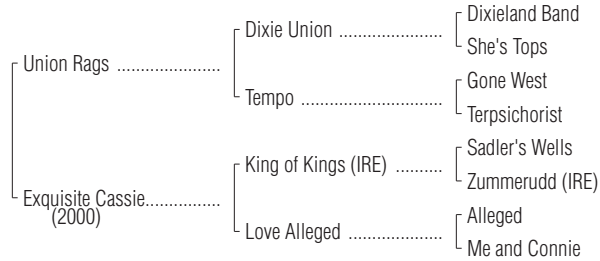 Dixieland Band
Dixie Union ......................
She's Tops
Union Rags ......................
Gone West
Tempo ..............................
Terpsichorist
Sadler's Wells
King of Kings (IRE) ..........
Zummerudd (IRE)
Exquisite Cassie................
(2000)
Alleged
Love Alleged ....................
Me and Connie